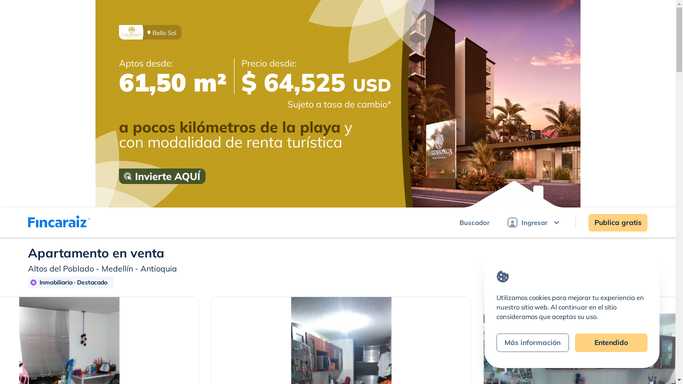 Bello Sol
Aptos desde:
61,50 m²
Precio desde:
$ 64,525 USD
Sujeto a tasa de cambio*
a pocos kilómetros de la playa y
con modalidad de renta turística
Invierte AQUÍ
Fincaraiz
Buscador
Ingresar
Publica gratis
Apartamento en venta
Altos del Poblado - Medellín - Antioquia
Inmobiliaria - Destacado
Utilizamos cookies para mejorar tu experiencia en
nuestro sitio web. Al continuar en el sitio
consideramos que aceptas su uso.
Más información
Entendido